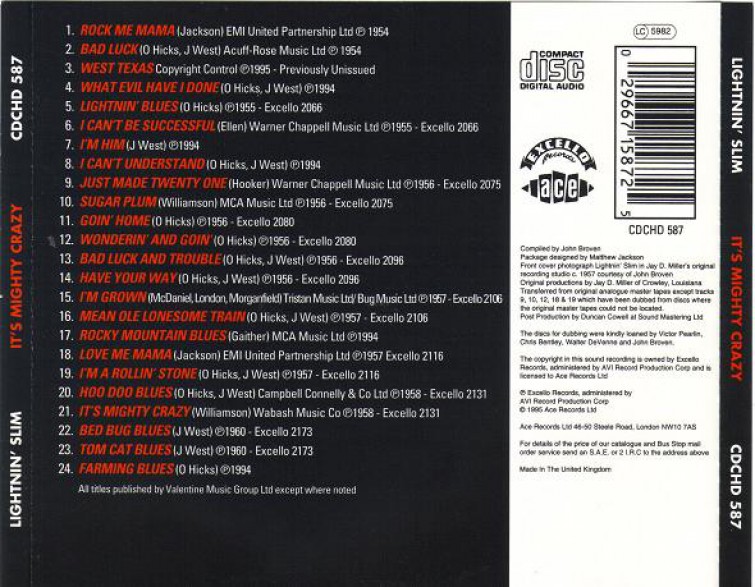 1. ROCK ME MAMA (Jackson) EMI United Partnership Ltd ℗ 1954
2. BAD LUCK (O Hicks, J West) Acuff-Rose Music Ltd ℗ 1954
3. WEST TEXAS Copyright Control ℗1995 - Previously Unissued
4. WHAT EVIL HAVE I DONE (O Hicks, J West) ℗1994
5. LIGHTNIN' BLUES (O Hicks) ℗1955 - Excello 2066
6. I CAN'T BE SUCCESSFUL (Ellen) Warner Chappell Music Ltd ℗1955 - Excello 2066
7. I'M HIM (J West) ℗1994
8. I CAN'T UNDERSTAND (O Hicks, J West) ℗1994
9. JUST MADE TWENTY ONE (Hooker) Warner Chappell Music Ltd ℗1956 - Excello 2075
10. SUGAR PLUM (Williamson) MCA Music Ltd ℗1956 - Excello 2075
11. GOIN' HOME (O Hicks) ℗1956 - Excello 2080
12. WONDERIN' AND GOIN' (O Hicks) ℗1956 - Excello 2080
13. BAD LUCK AND TROUBLE (O Hicks, J West) ℗1956 - Excello 2096
14. HAVE YOUR WAY (O Hicks, J West) ℗1956 - Excello 2096
15. I'M GROWN (McDaniel, London, Morganfield) Tristan Music Ltd/ Bug Music Ltd ℗1957 - Excello 2106
16. MEAN OLE LONESOME TRAIN (O Hicks, J West) ℗1957 - Excello 2106
17. ROCKY MOUNTAIN BLUES (Gaither) MCA Music Ltd ℗1994
18. LOVE ME MAMA (Jackson) EMI United Partnership Ltd ℗1957 Excello 2116
19. I'M A ROLLIN' STONE (O Hicks, J West) ℗1957 - Excello 2116
20. HOO DOO BLUES (O Hicks, J West) Campbell Connelly & Co Ltd ℗1958 - Excello 2131
21. IT'S MIGHTY CRAZY (Williamson) Wabash Music Co ℗1958 - Excello 2131
22. BED BUG BLUES (J West) ℗1960 - Excello 2173
23. TOM CAT BLUES (J West) ℗1960 - Excello 2173
24. FARMING BLUES (O Hicks) ℗1994
All titles published by Valentine Music Group Ltd except where noted
CDCHD 587
IT'S MIGHTY CRAZY
LIGHTNIN' SLIM
LC 5982
COMPACT
disc
DIGITAL AUDIO
EXCELLO
Records
ace
0 29667 15872 5
CDCHD 587
Compiled by John Broven
Package designed by Matthew Jackson
Front cover photograph Lightnin' Slim in Jay D. Miller's original
recording studio c. 1957 courtesy of John Broven
Original productions by Jay D. Miller of Crowley, Louisiana
Transferred from original analogue master tapes except tracks
9, 10, 12, 18 & 19 which have been dubbed from discs where
the original master tapes could not be located.
Post Production by Duncan Cowell at Sound Mastering Ltd
The discs for dubbing were kindly loaned by Victor Pearlin,
Chris Bentley, Walter DeVenne and John Broven.
The copyright in this sound recording is owned by Excello
Records, administered by AVI Record Production Corp and is
licensed to Ace Records Ltd
℗ Excello Records, administered by
AVI Record Production Corp
© 1995 Ace Records Ltd
Ace Records Ltd 46-50 Steele Road, London NW10 7AS
For details of the price of our catalogue and Bus Stop mail
order service send an S.A.E. or 2 I.R.C to the address above
Made In The United Kingdom
LIGHTNIN' SLIM
IT'S MIGHTY CRAZY
CDCHD 587